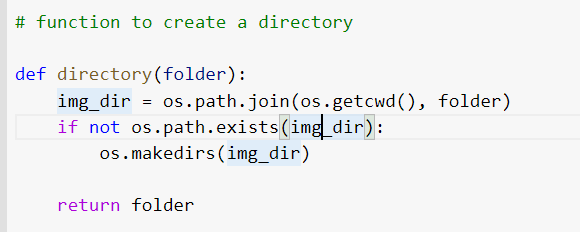 # function to create a directory
def directory(folder):
    img_dir = os.path.join(os.getcwd(), folder)
    if not os.path.exists(img_dir):
        os.makedirs(img_dir)
    return folder